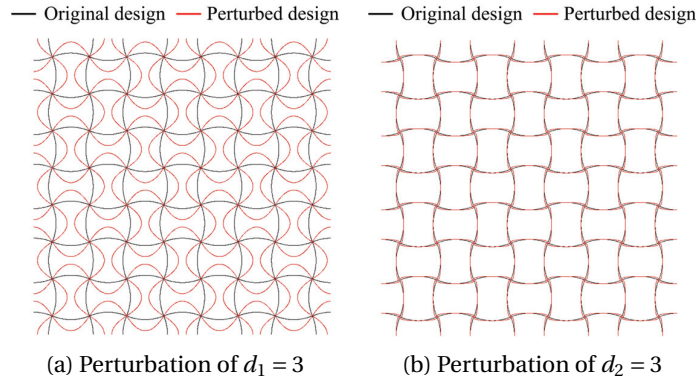 Original design Perturbed design Original design Perturbed design
(a) Perturbation of d₁ = 3 (b) Perturbation of d₂ = 3